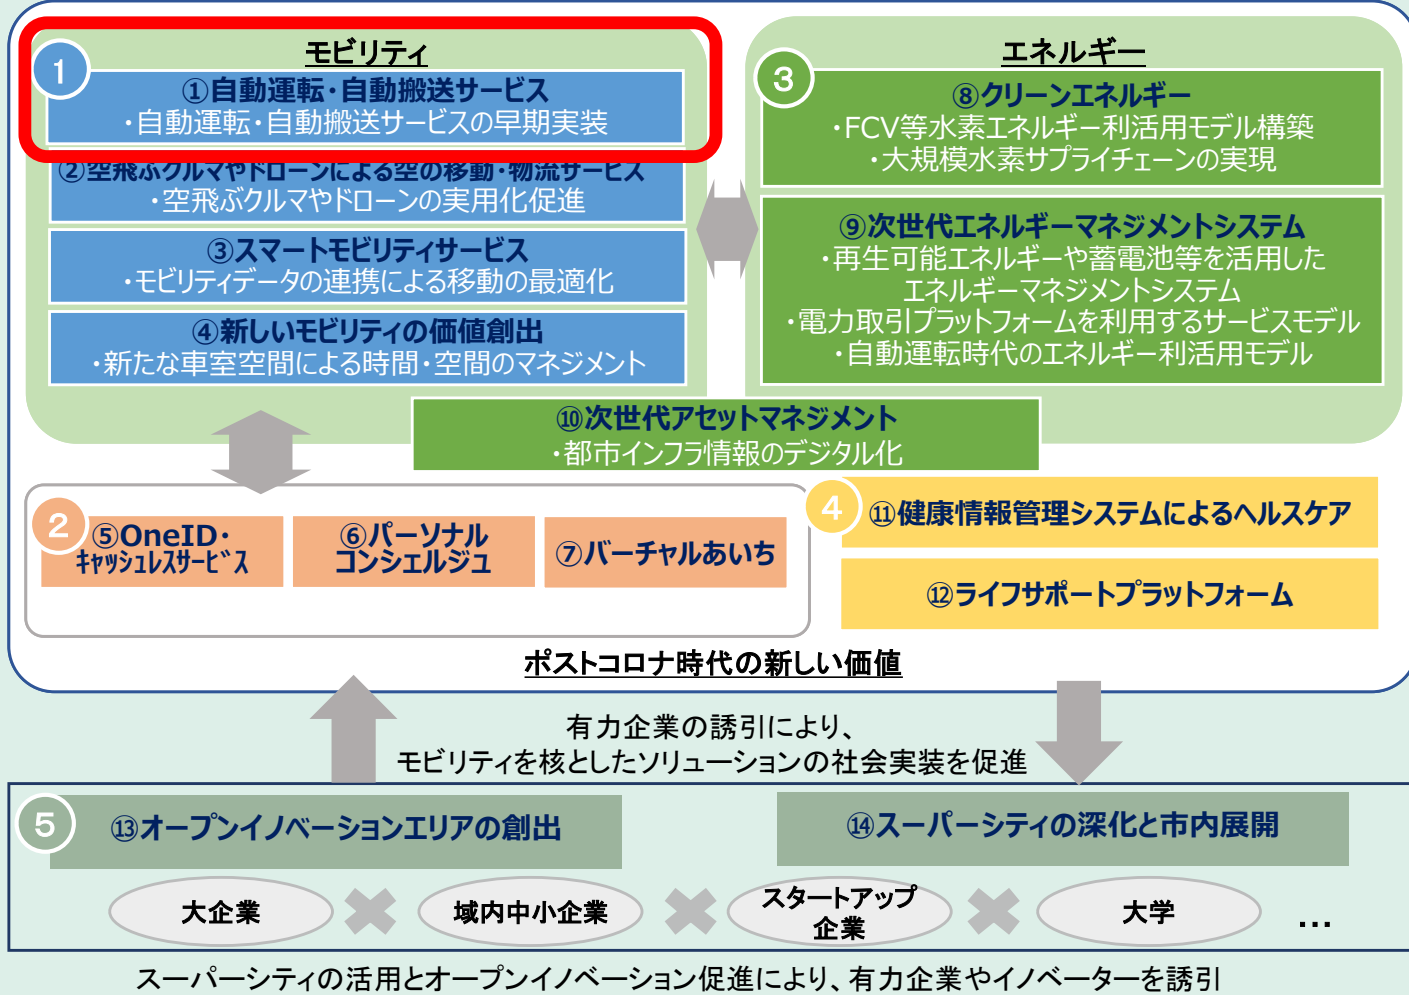 モビリティ
1
①自動運転・自動搬送サービス
・自動運転・自動搬送サービスの早期実装
②空飛ぶクルマやドローンによる空の移動・物流サービス
・空飛ぶクルマやドローンの実用化促進
③スマートモビリティサービス
・モビリティデータの連携による移動の最適化
④新しいモビリティの価値創出
・新たな車室空間による時間・空間のマネジメント
エネルギー
3
⑧クリーンエネルギー
・FCV等水素エネルギー利活用モデル構築
・大規模水素サプライチェーンの実現
⑨次世代エネルギーマネジメントシステム
・再生可能エネルギーや蓄電池等を活用した
エネルギーマネジメントシステム
・電力取引プラットフォームを利用するサービスモデル
・自動運転時代のエネルギー利活用モデル
⑩次世代アセットマネジメント
・都市インフラ情報のデジタル化
2
⑤OneID・
ｷｬｯｼｭﾚｽｻｰﾋﾞｽ
⑥パーソナル
コンシェルジュ
⑦バーチャルあいち
4
⑪健康情報管理システムによるヘルスケア
⑫ライフサポートプラットフォーム
ポストコロナ時代の新しい価値
有力企業の誘引により、
モビリティを核としたソリューションの社会実装を促進
5
⑬オープンイノベーションエリアの創出
⑭スーパーシティの深化と市内展開
大企業
域内中小企業
スタートアップ
企業
大学
…
スーパーシティの活用とオープンイノベーション促進により、有力企業やイノベーターを誘引